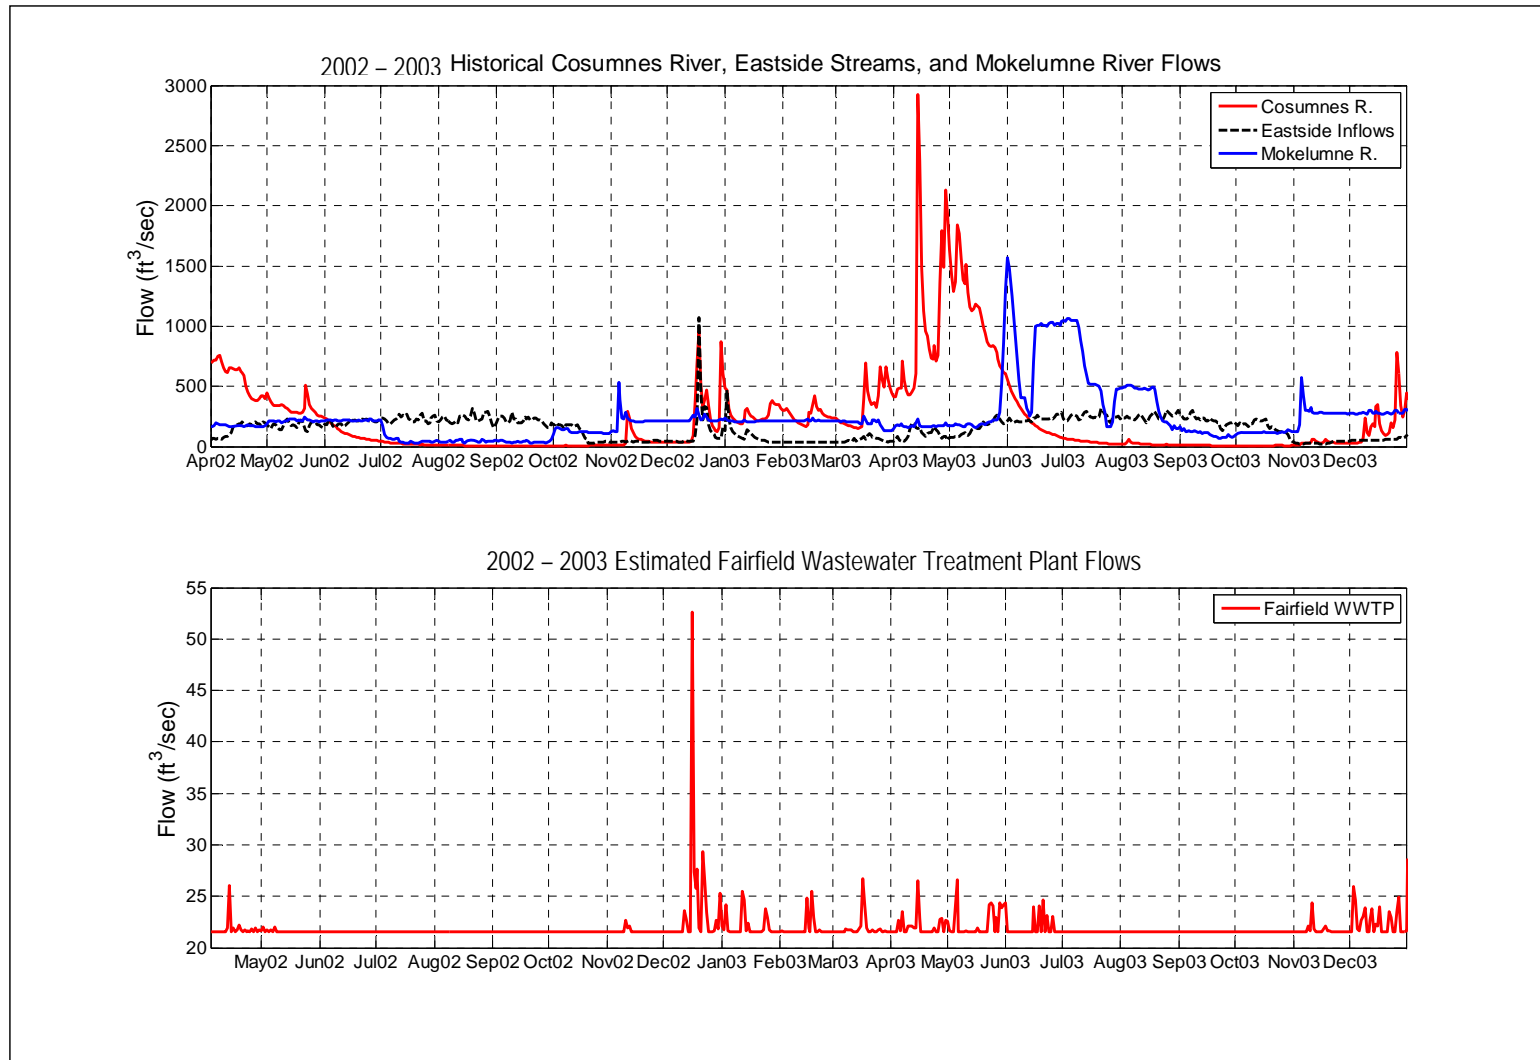 2002 – 2003 Historical Cosumnes River, Eastside Streams, and Mokelumne River Flows
3000
2500
2000
1500
1000
500
0
Flow (ft³/sec)
Cosumnes R.
Eastside Inflows
Mokelumne R.
Apr02 May02 Jun02 Jul02 Aug02 Sep02 Oct02 Nov02 Dec02 Jan03 Feb03 Mar03 Apr03 May03 Jun03 Jul03 Aug03 Sep03 Oct03 Nov03 Dec03
2002 – 2003 Estimated Fairfield Wastewater Treatment Plant Flows
55
50
45
40
35
30
25
20
Flow (ft³/sec)
Fairfield WWTP
May02 Jun02 Jul02 Aug02 Sep02 Oct02 Nov02 Dec02 Jan03 Feb03 Mar03 Apr03 May03 Jun03 Jul03 Aug03 Sep03 Oct03 Nov03 Dec03